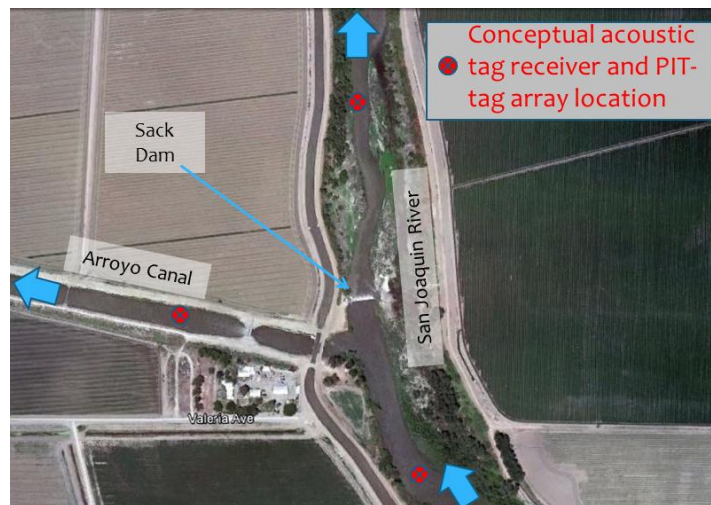 Conceptual acoustic
tag receiver and PIT-
tag array location
Sack
Dam
Arroyo Canal
San Joaquin River
Valeria Ave